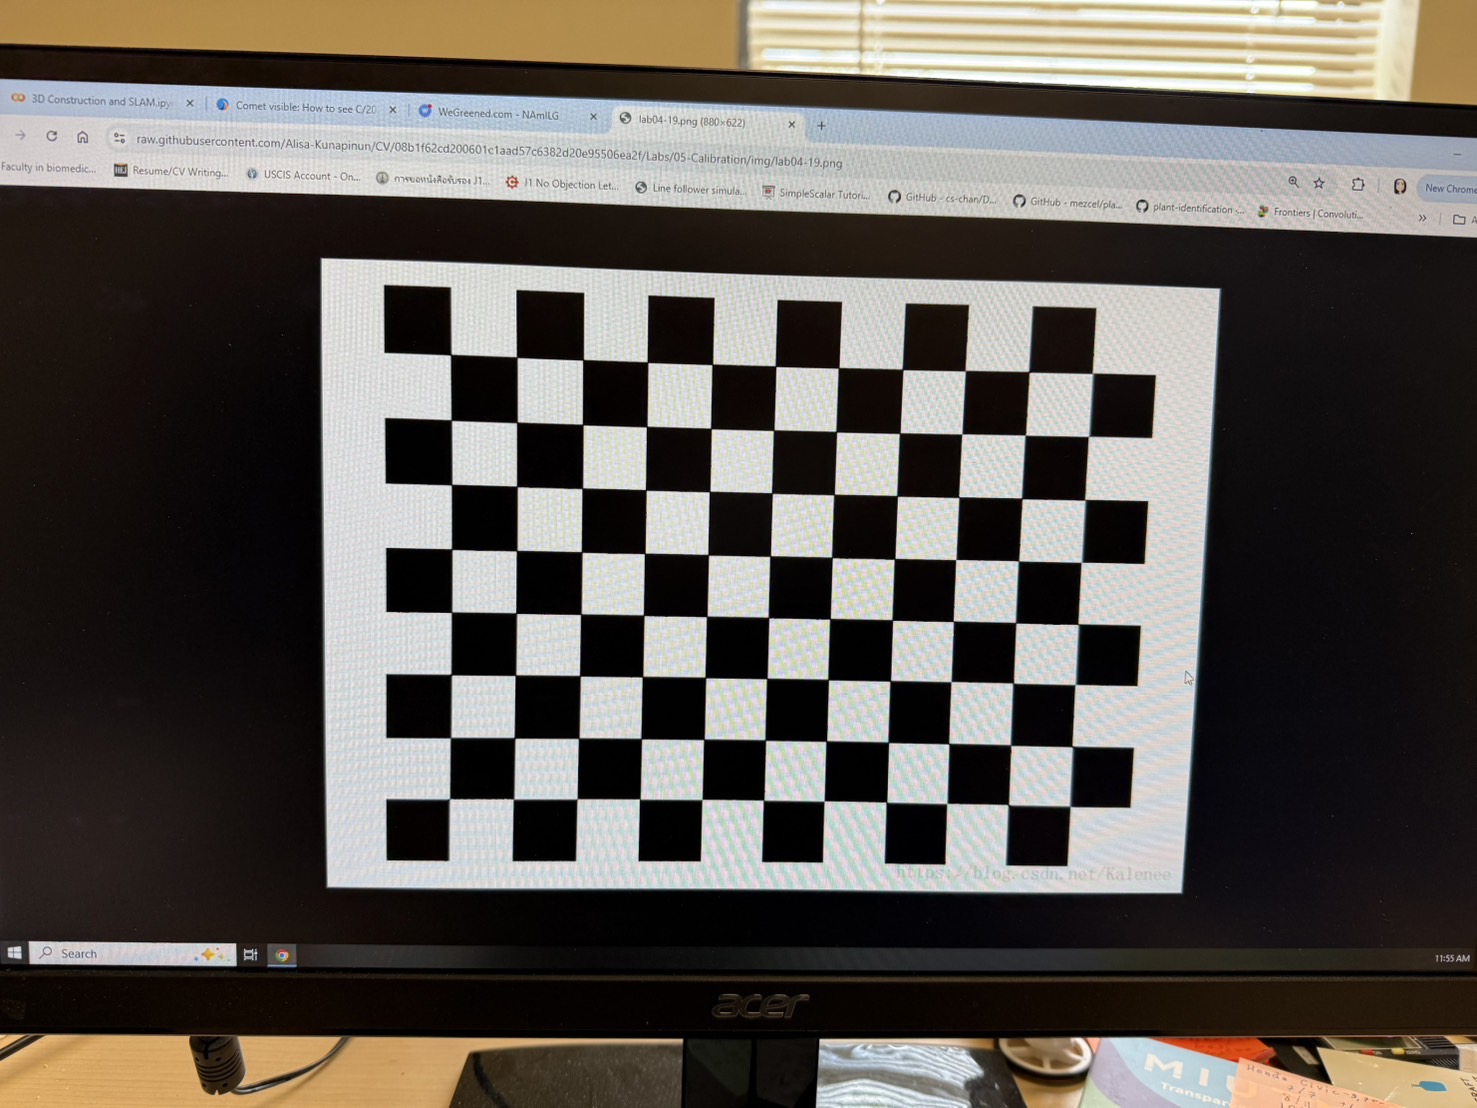 3D Construction and SLAM.ipy
Comet visible: How to see C/20
WeGreened.com - NAmILG
lab04-19.png (880×622)
raw.githubusercontent.com/Alisa-Kunapinun/CV/08b1f62cd200601c1aad57c6382d20e95506ea2f/Labs/05-Calibration/img/lab04-19.png
New Chrome
Faculty in biomedic...
Resume/CV Writing...
USCIS Account - On...
การขอหนังสือรับรอง J1...
J1 No Objection Let...
Line follower simula...
SimpleScalar Tutori...
GitHub - cs-chan/D...
GitHub - mezcel/pla...
plant-identification -...
Frontiers | Convoluti...
https://blog.csdn.net/Kalenee
Search
11:55 AM
acer
MIU
Transpar
Honda Civic